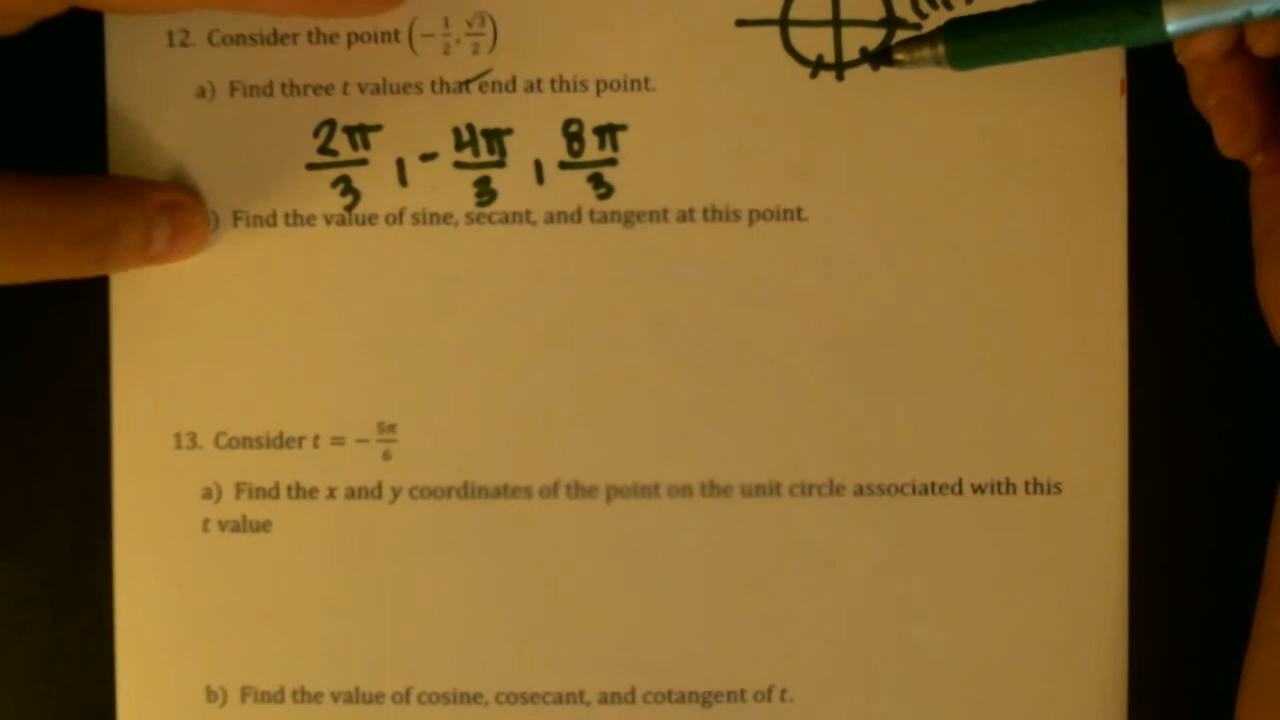 12. Consider the point (-1/2, √3/2)
a) Find three t values that end at this point.
2π/3, -4π/3, 8π/3
) Find the value of sine, secant, and tangent at this point.
13. Consider t = -5π/6
a) Find the x and y coordinates of the point on the unit circle associated with this
t value
b) Find the value of cosine, cosecant, and cotangent of t.